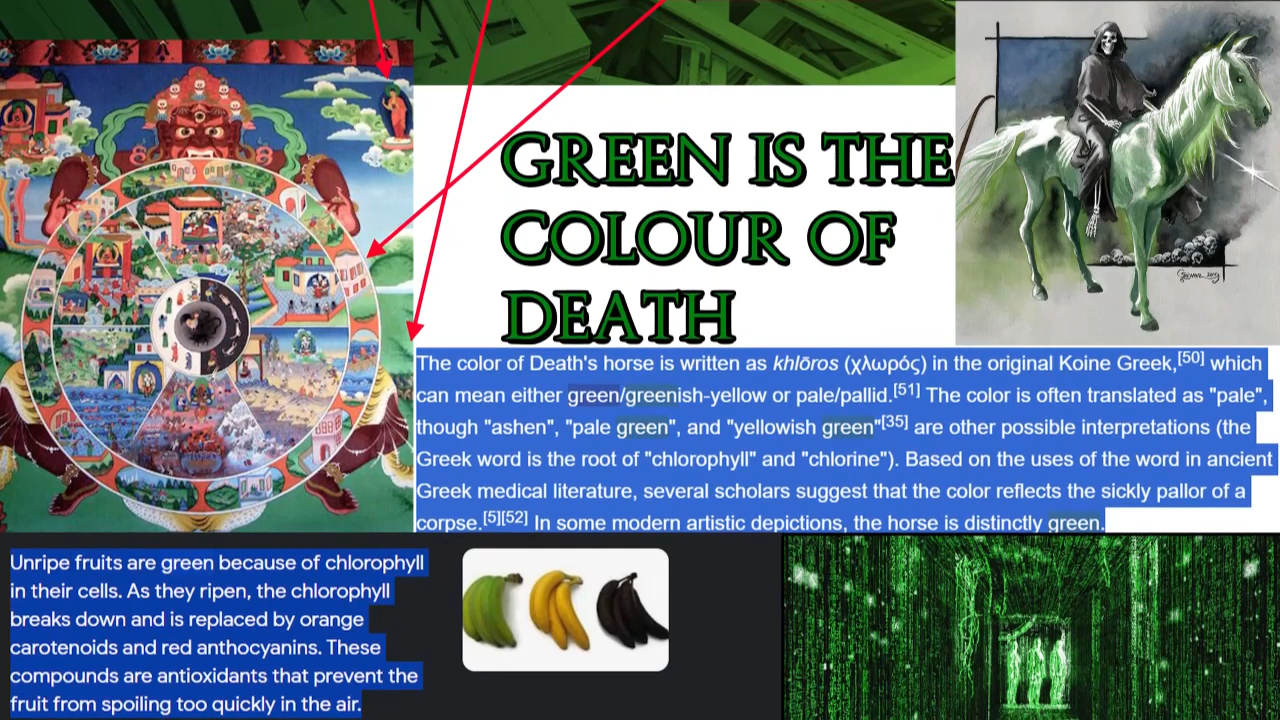 GREEN IS THE
COLOUR OF
DEATH
The color of Death's horse is written as khlōros (χλωρός) in the original Koine Greek,[50] which
can mean either green/greenish-yellow or pale/pallid.[51] The color is often translated as "pale",
though "ashen", "pale green", and "yellowish green"[35] are other possible interpretations (the
Greek word is the root of "chlorophyll" and "chlorine"). Based on the uses of the word in ancient
Greek medical literature, several scholars suggest that the color reflects the sickly pallor of a
corpse.[5][52] In some modern artistic depictions, the horse is distinctly green.
Unripe fruits are green because of chlorophyll
in their cells. As they ripen, the chlorophyll
breaks down and is replaced by orange
carotenoids and red anthocyanins. These
compounds are antioxidants that prevent the
fruit from spoiling too quickly in the air.